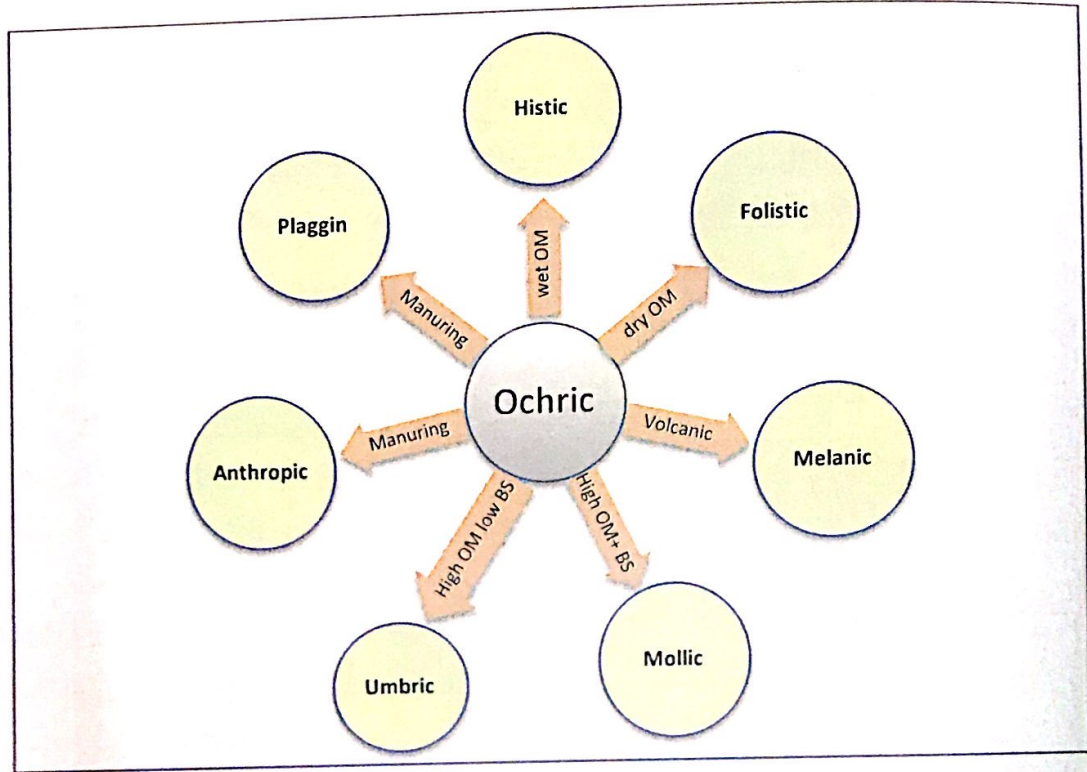 Histic
Folistic
Plaggin
wet OM
Manuring
dry OM
Ochric
Manuring
Volcanic
Anthropic
Melanic
High OM low BS
High OM+ BS
Umbric
Mollic